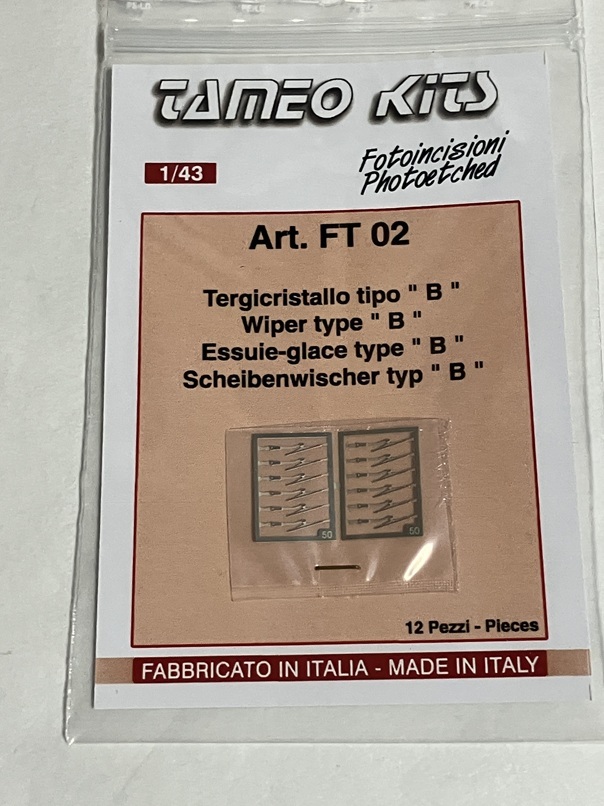 TAMEO KITS
Fotoincisioni
Photoetched
1/43
Art. FT 02
Tergicristallo tipo " B "
Wiper type " B "
Essuie-glace type " B "
Scheibenwischer typ " B "
50 50
12 Pezzi - Pieces
FABBRICATO IN ITALIA - MADE IN ITALY